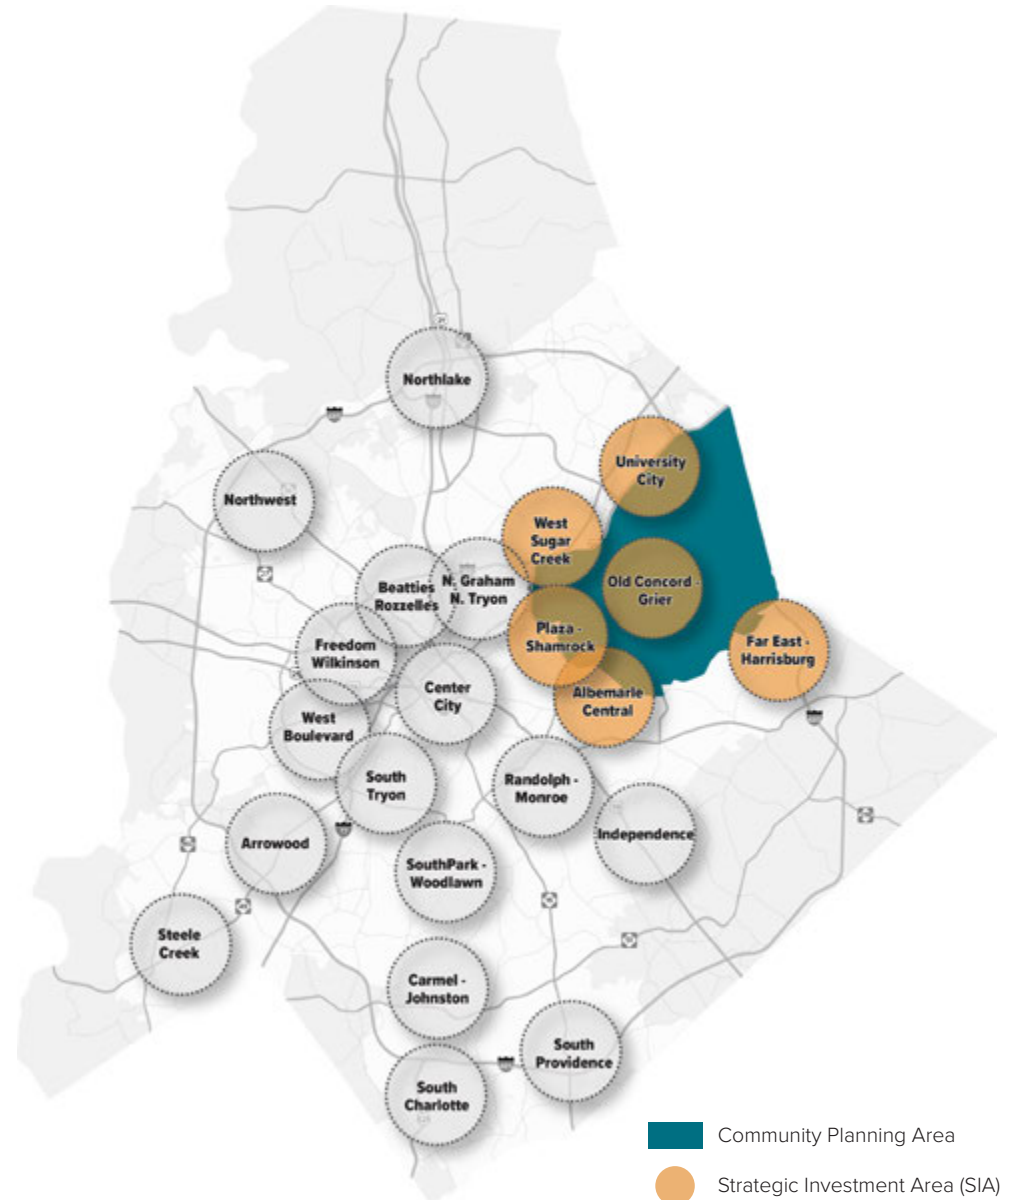 Northlake
University
City
Northwest
West
Sugar
Creek
Old Concord -
Grier
Beatties
Rozzelles
N. Graham
N. Tryon
Plaza -
Shamrock
Far East -
Harrisburg
Freedom
Wilkinson
Center
City
Albemarle
Central
West
Boulevard
South
Tryon
Randolph -
Monroe
Independence
Arrowood
SouthPark -
Woodlawn
Steele
Creek
Carmel -
Johnston
South
Providence
South
Charlotte
Community Planning Area
Strategic Investment Area (SIA)